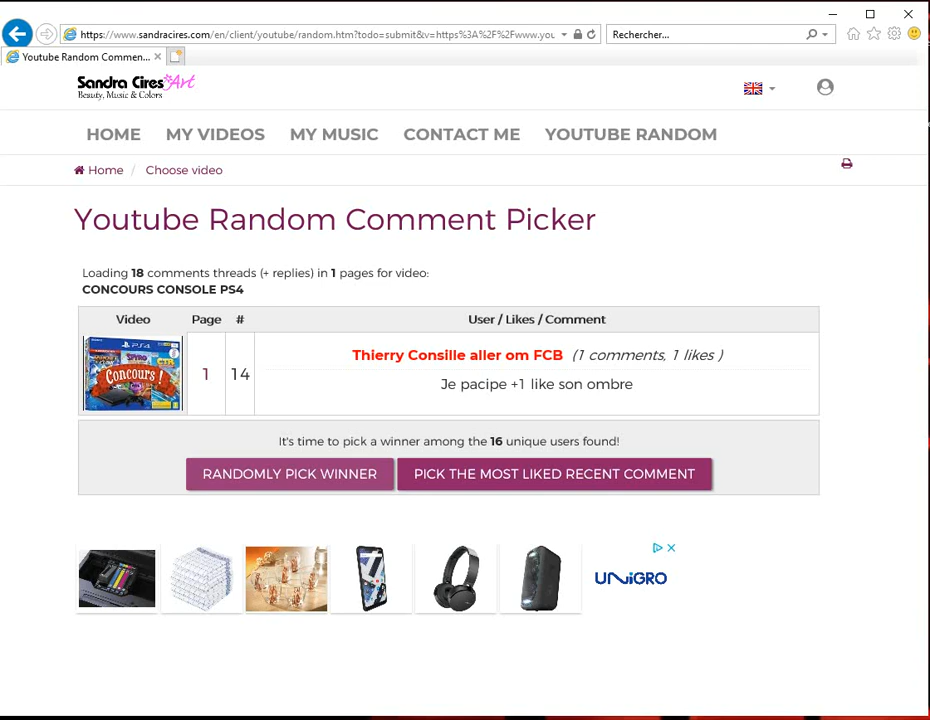 https://www.sandracires.com/en/client/youtube/random.htm?todo=submit&v=https%3A%2F%2Fwww.you
Rechercher...
Youtube Random Commen...
Sandra Cires Art
Beauty, Music & Colors
HOME MY VIDEOS MY MUSIC CONTACT ME YOUTUBE RANDOM
Home / Choose video
Youtube Random Comment Picker
Loading 18 comments threads (+ replies) in 1 pages for video:
CONCOURS CONSOLE PS4
Video Page # User / Likes / Comment
PS4
Concours !
1 14
Thierry Consille aller om FCB (1 comments, 1 likes )
Je pacipe +1 like son ombre
It's time to pick a winner among the 16 unique users found!
RANDOMLY PICK WINNER PICK THE MOST LIKED RECENT COMMENT
UNIGRO